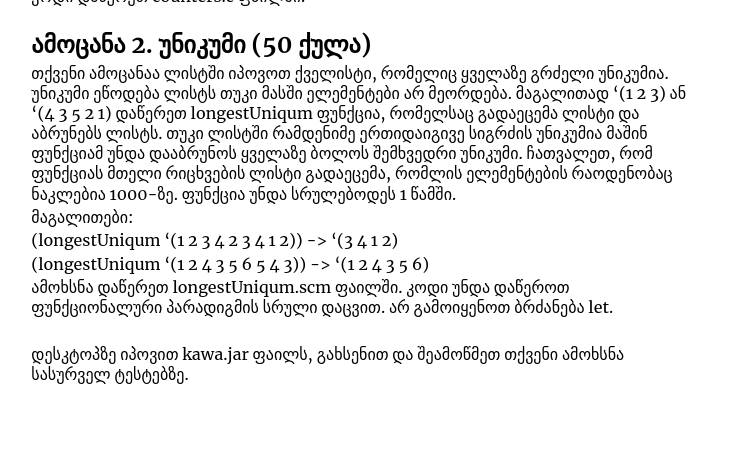 ამოცანა 2. უნიკუმი (50 ქულა)
თქვენი ამოცანაა ლისტში იპოვოთ ქველისტი, რომელიც ყველაზე გრძელი უნიკუმია.
უნიკუმი ეწოდება ლისტს თუკი მასში ელემენტები არ მეორდება. მაგალითად ‘(1 2 3) ან
‘(4 3 5 2 1) დაწერეთ longestUniqum ფუნქცია, რომელსაც გადაეცემა ლისტი და
აბრუნებს ლისტს. თუკი ლისტში რამდენიმე ერთიდაიგივე სიგრძის უნიკუმია მაშინ
ფუნქციამ უნდა დააბრუნოს ყველაზე ბოლოს შემხვედრი უნიკუმი. ჩათვალეთ, რომ
ფუნქციას მთელი რიცხვების ლისტი გადაეცემა, რომლის ელემენტების რაოდენობაც
ნაკლებია 1000-ზე. ფუნქცია უნდა სრულებოდეს 1 წამში.
მაგალითები:
(longestUniqum ‘(1 2 3 4 2 3 4 1 2)) -> ‘(3 4 1 2)
(longestUniqum ‘(1 2 4 3 5 6 5 4 3)) -> ‘(1 2 4 3 5 6)
ამოხსნა დაწერეთ longestUniqum.scm ფაილში. კოდი უნდა დაწეროთ
ფუნქციონალური პარადიგმის სრული დაცვით. არ გამოიყენოთ ბრძანება let.
დესკტოპზე იპოვით kawa.jar ფაილს, გახსენით და შეამოწმეთ თქვენი ამოხსნა
სასურველ ტესტებზე.